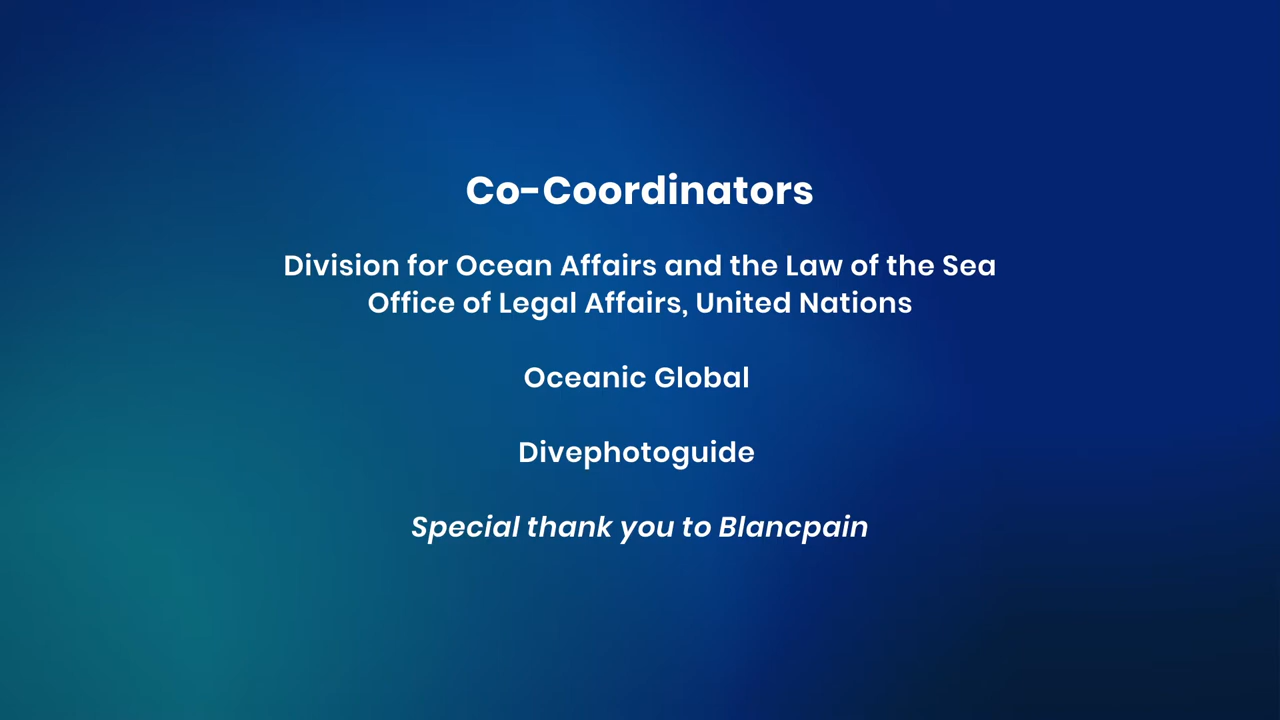 Co-Coordinators
Division for Ocean Affairs and the Law of the Sea
Office of Legal Affairs, United Nations
Oceanic Global
Divephotoguide
Special thank you to Blancpain